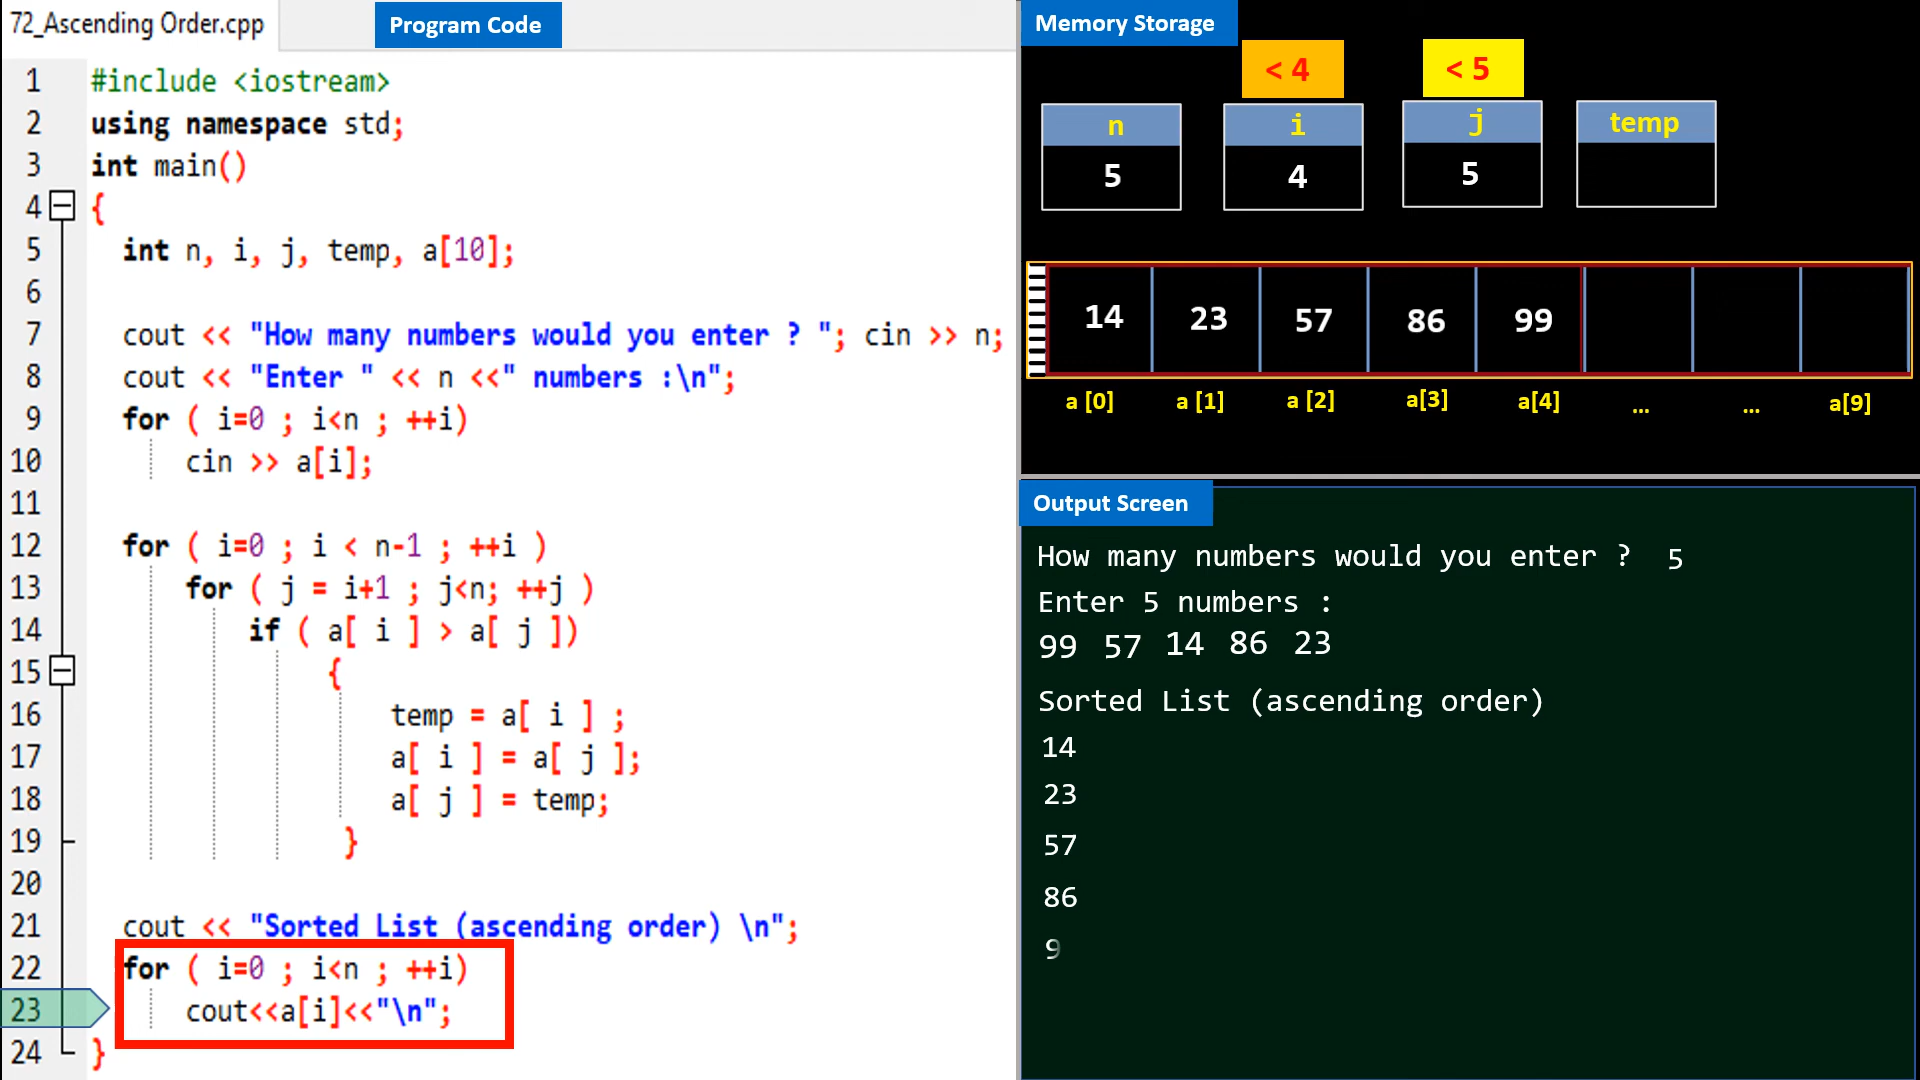 72_Ascending Order.cpp
Program Code
1 #include <iostream>
2 using namespace std;
3 int main()
4 {
5 int n, i, j, temp, a[10];
6
7 cout << "How many numbers would you enter ? "; cin >> n;
8 cout << "Enter " << n <<" numbers :\n";
9 for ( i=0 ; i<n ; ++i)
10 cin >> a[i];
11
12 for ( i=0 ; i < n-1 ; ++i )
13 for ( j = i+1 ; j<n; ++j )
14 if ( a[ i ] > a[ j ])
15 {
16 temp = a[ i ] ;
17 a[ i ] = a[ j ];
18 a[ j ] = temp;
19 }
20
21 cout << "Sorted List (ascending order) \n";
22 for ( i=0 ; i<n ; ++i)
23 cout<<a[i]<<"\n";
24 }
Memory Storage
< 4 < 5
n i j temp
5 4 5
14 23 57 86 99
a [0] a [1] a [2] a[3] a[4] ... ... a[9]
Output Screen
How many numbers would you enter ? 5
Enter 5 numbers :
99 57 14 86 23
Sorted List (ascending order)
14
23
57
86
9